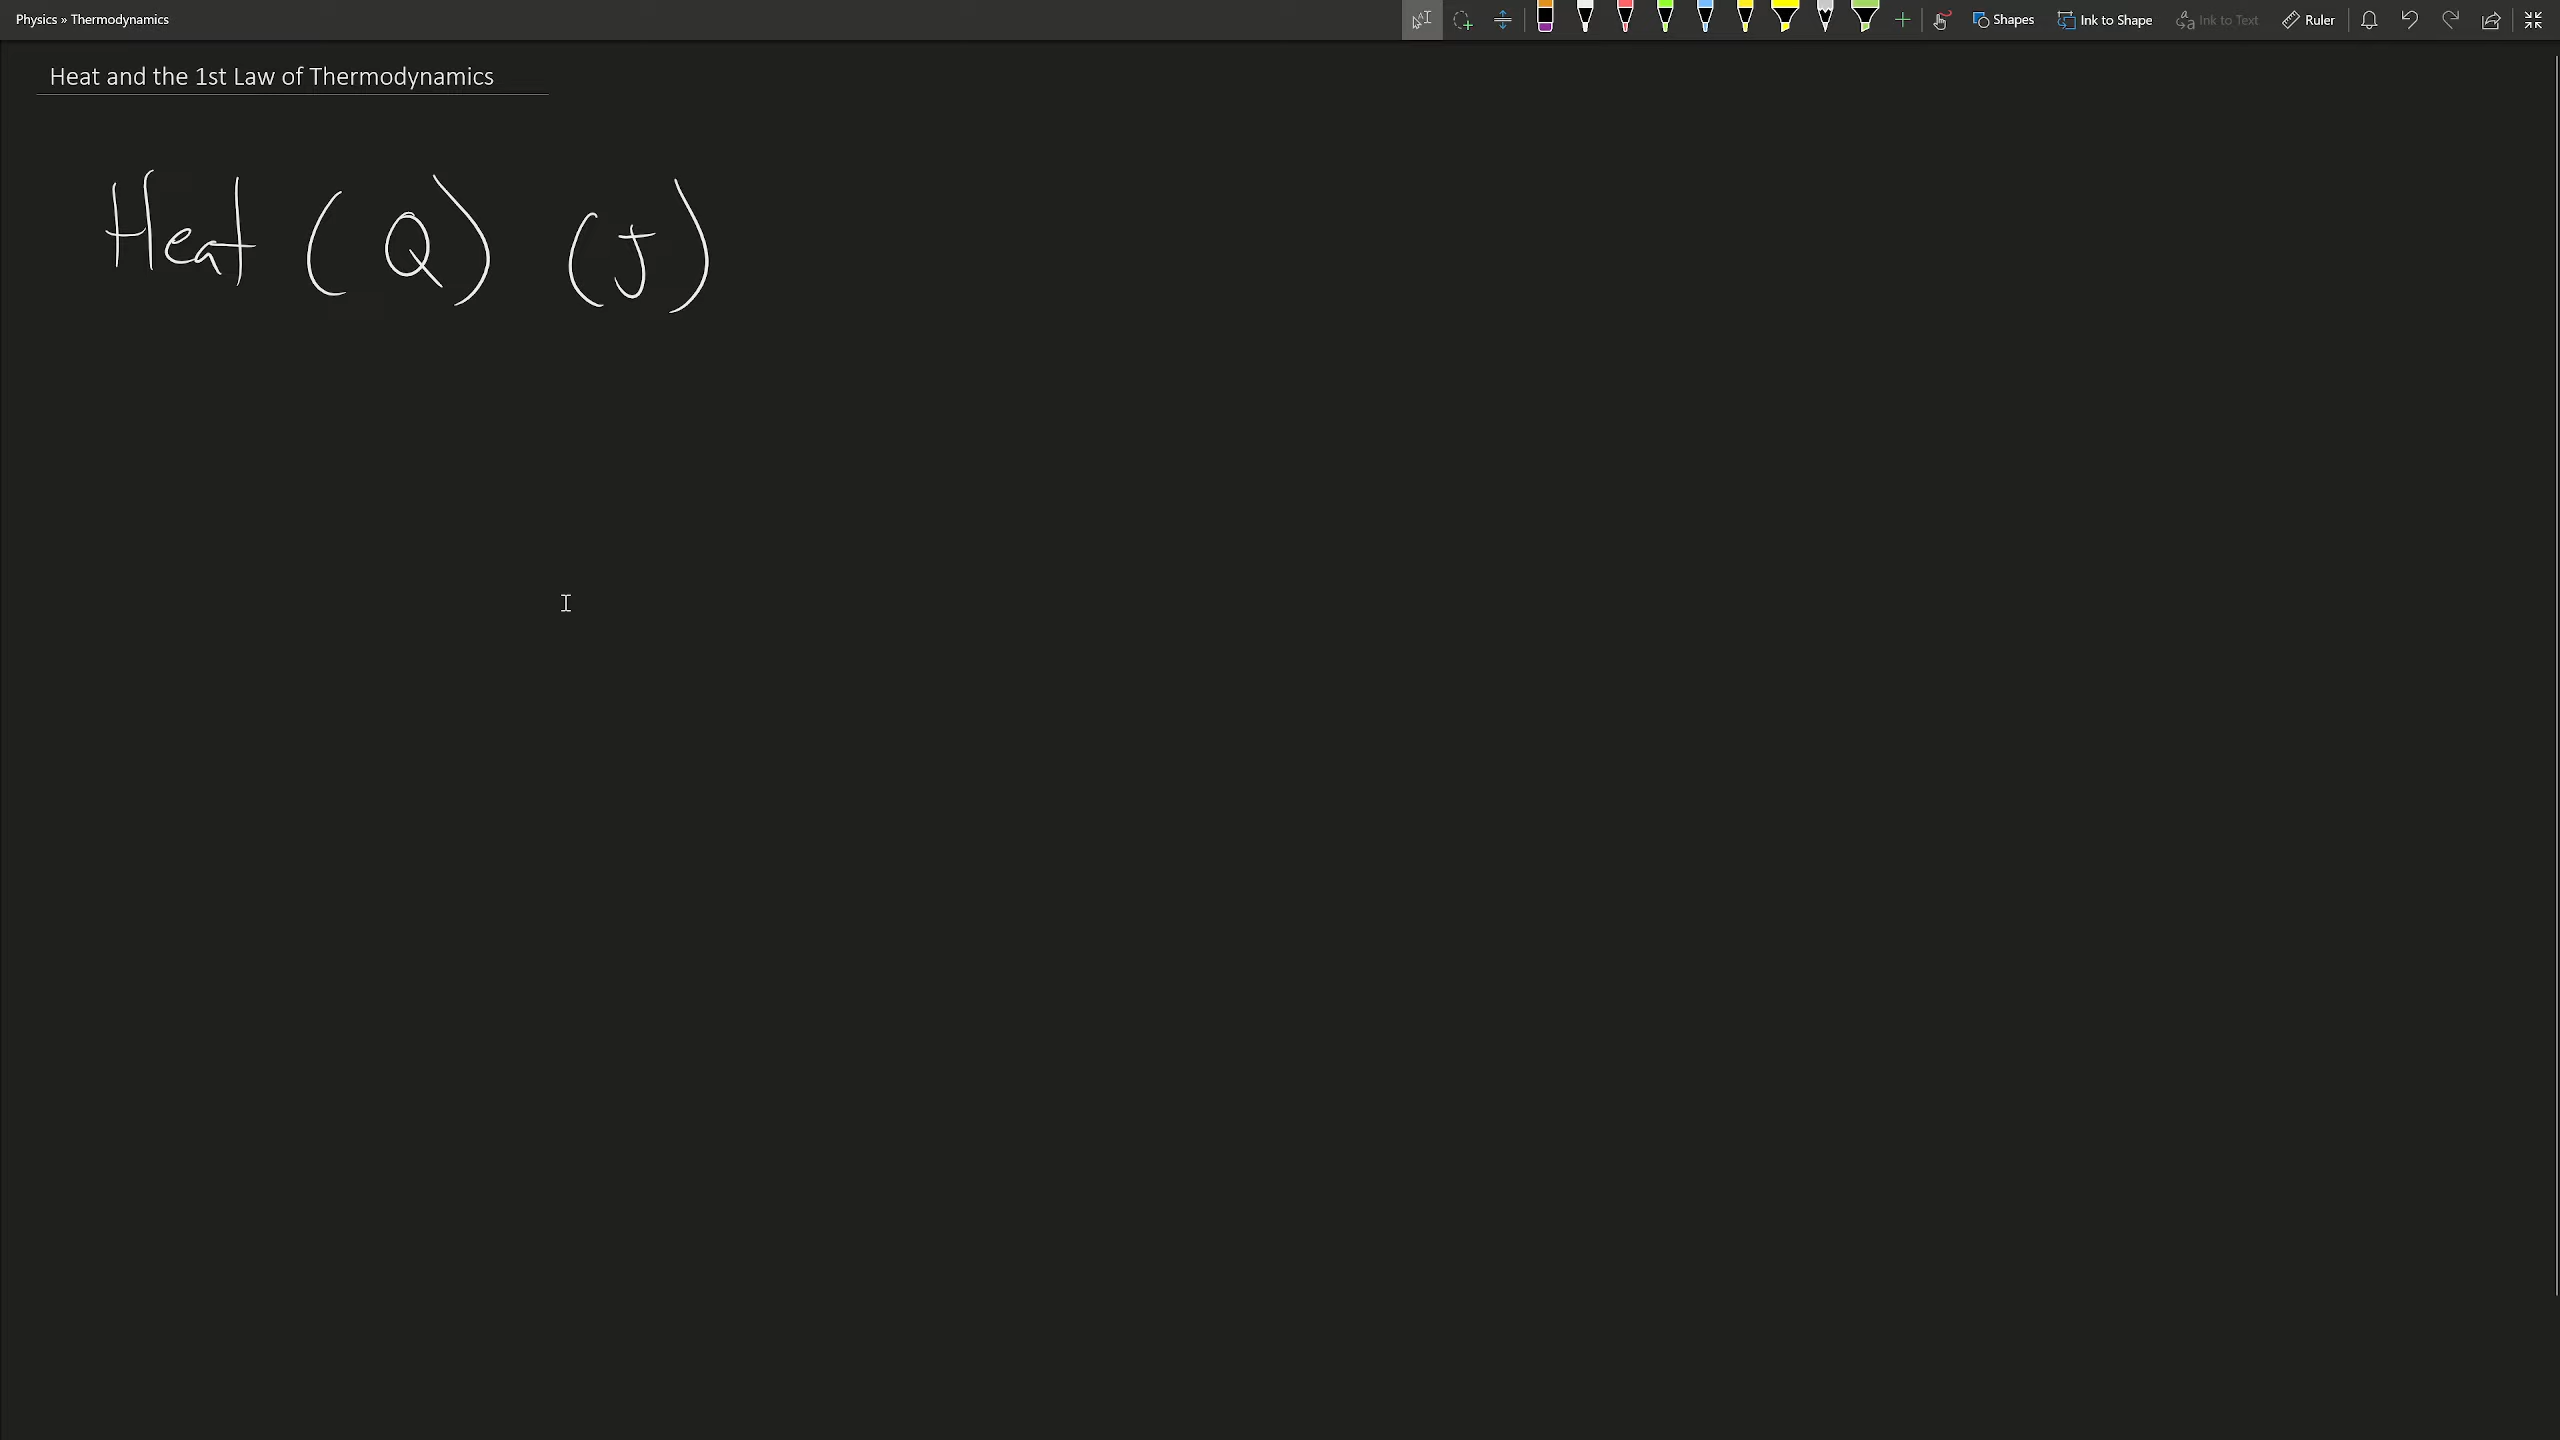 Physics » Thermodynamics
Shapes
Ink to Shape
Ink to Text
Ruler
Heat and the 1st Law of Thermodynamics
Heat (Q) (J)